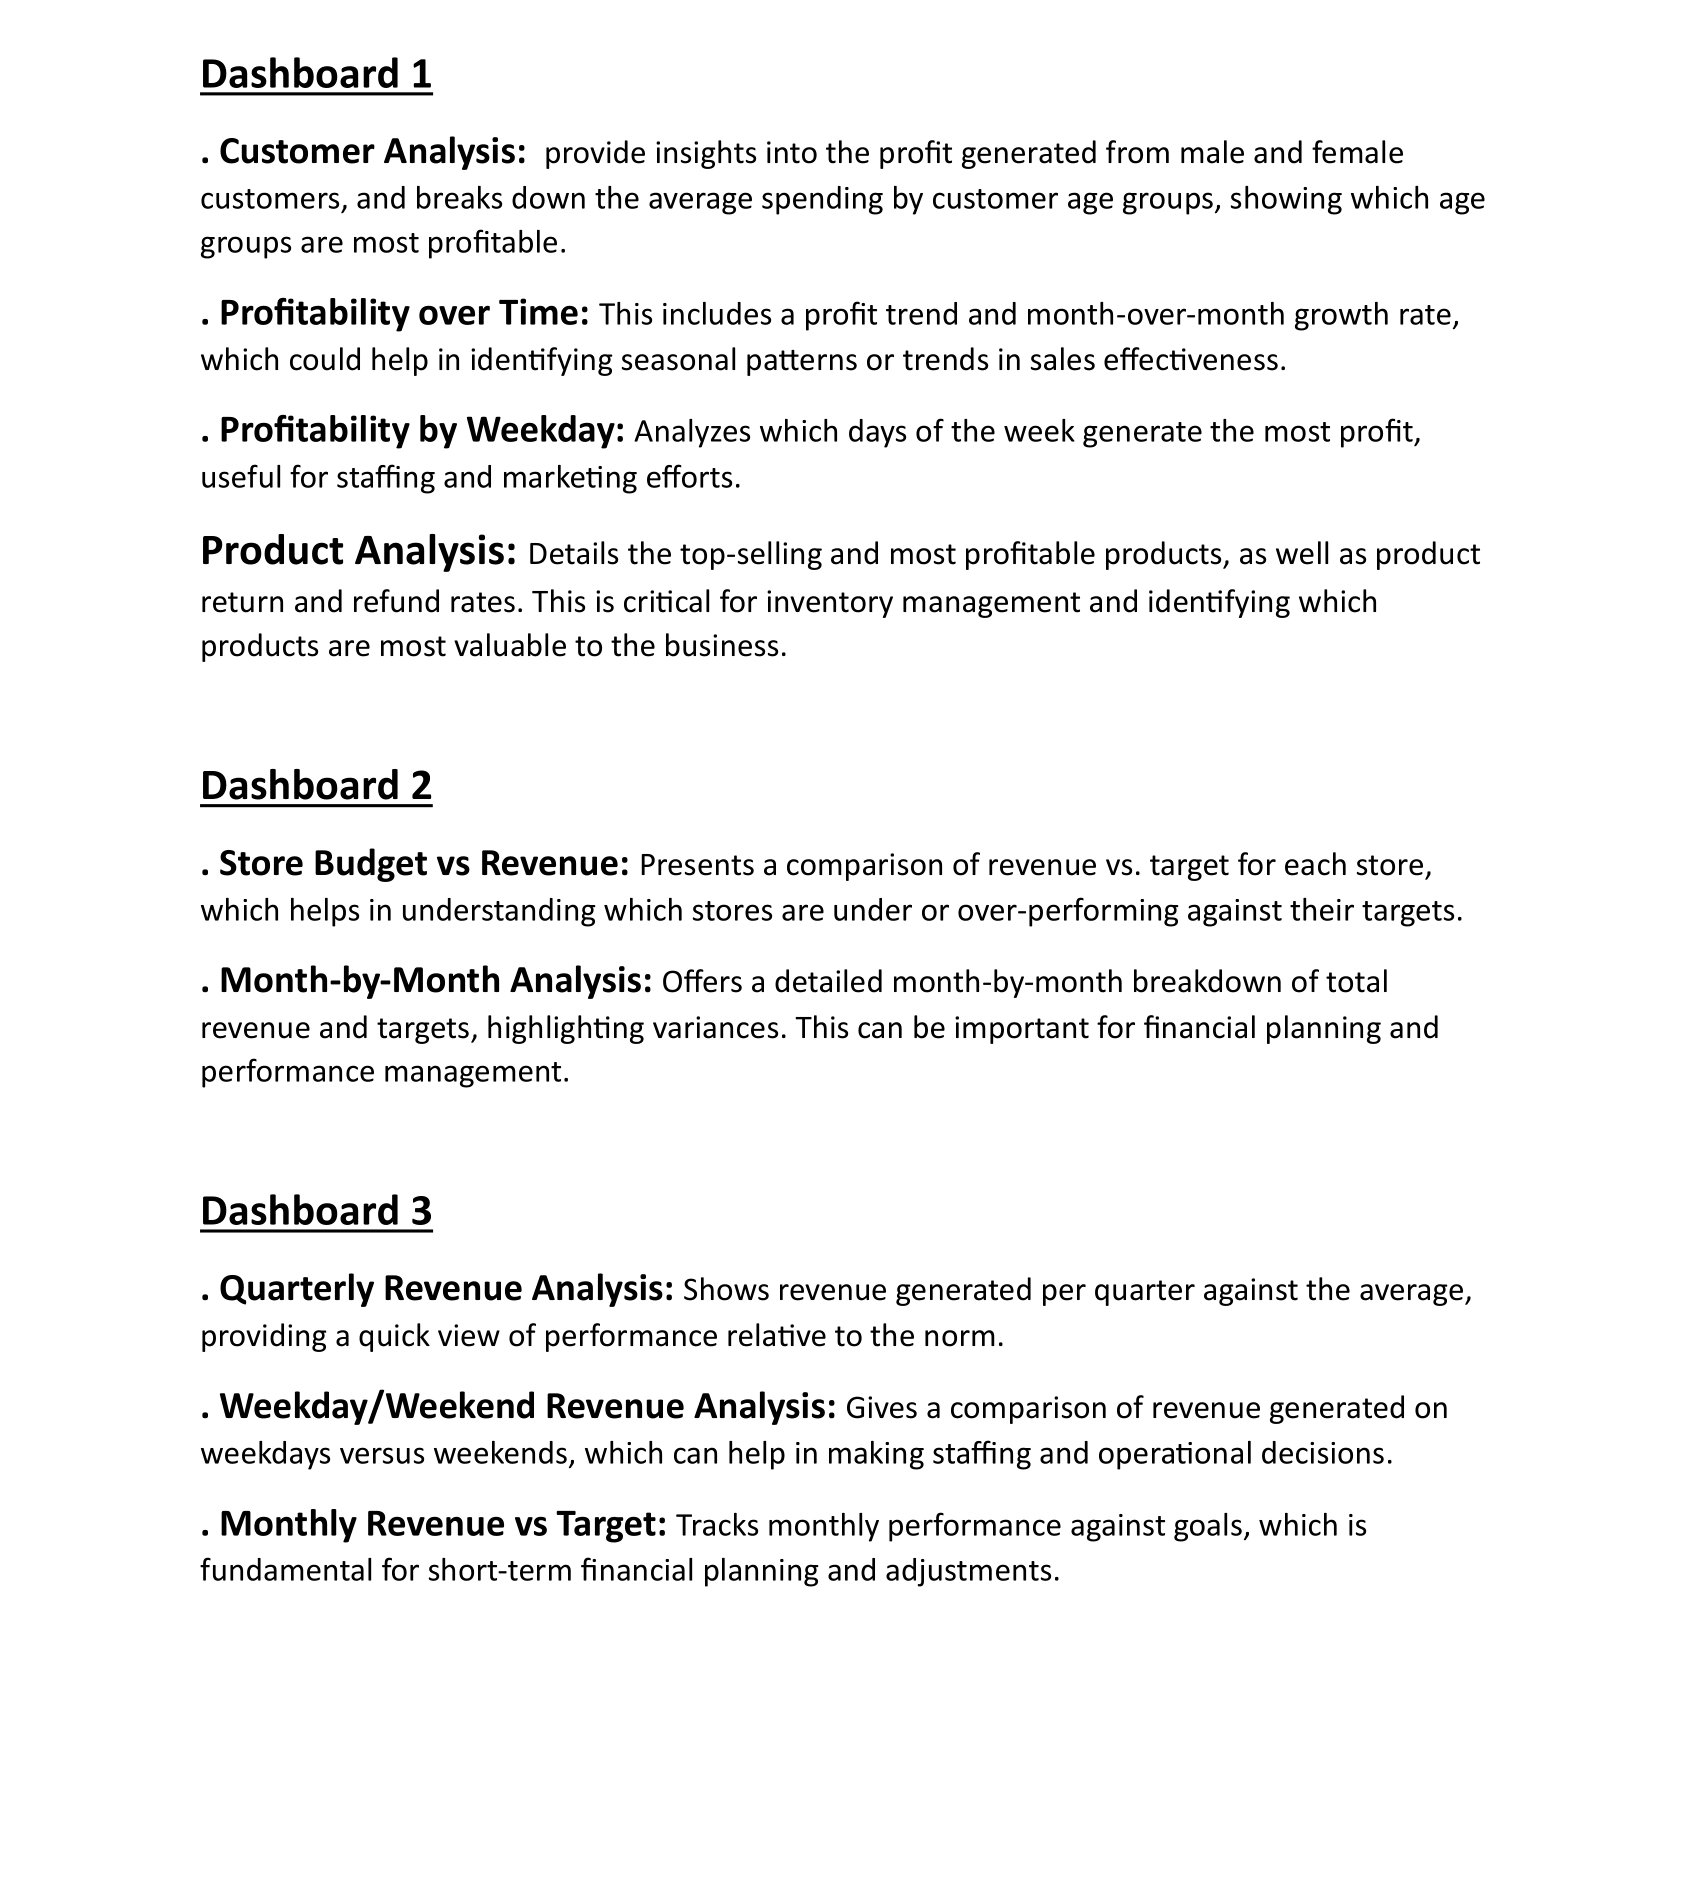 Dashboard 1
. Customer Analysis:  provide insights into the profit generated from male and female
customers, and breaks down the average spending by customer age groups, showing which age
groups are most profitable.
. Profitability over Time: This includes a profit trend and month-over-month growth rate,
which could help in identifying seasonal patterns or trends in sales effectiveness.
. Profitability by Weekday: Analyzes which days of the week generate the most profit,
useful for staffing and marketing efforts.
Product Analysis: Details the top-selling and most profitable products, as well as product
return and refund rates. This is critical for inventory management and identifying which
products are most valuable to the business.
Dashboard 2
. Store Budget vs Revenue: Presents a comparison of revenue vs. target for each store,
which helps in understanding which stores are under or over-performing against their targets.
. Month-by-Month Analysis: Offers a detailed month-by-month breakdown of total
revenue and targets, highlighting variances. This can be important for financial planning and
performance management.
Dashboard 3
. Quarterly Revenue Analysis: Shows revenue generated per quarter against the average,
providing a quick view of performance relative to the norm.
. Weekday/Weekend Revenue Analysis: Gives a comparison of revenue generated on
weekdays versus weekends, which can help in making staffing and operational decisions.
. Monthly Revenue vs Target: Tracks monthly performance against goals, which is
fundamental for short-term financial planning and adjustments.